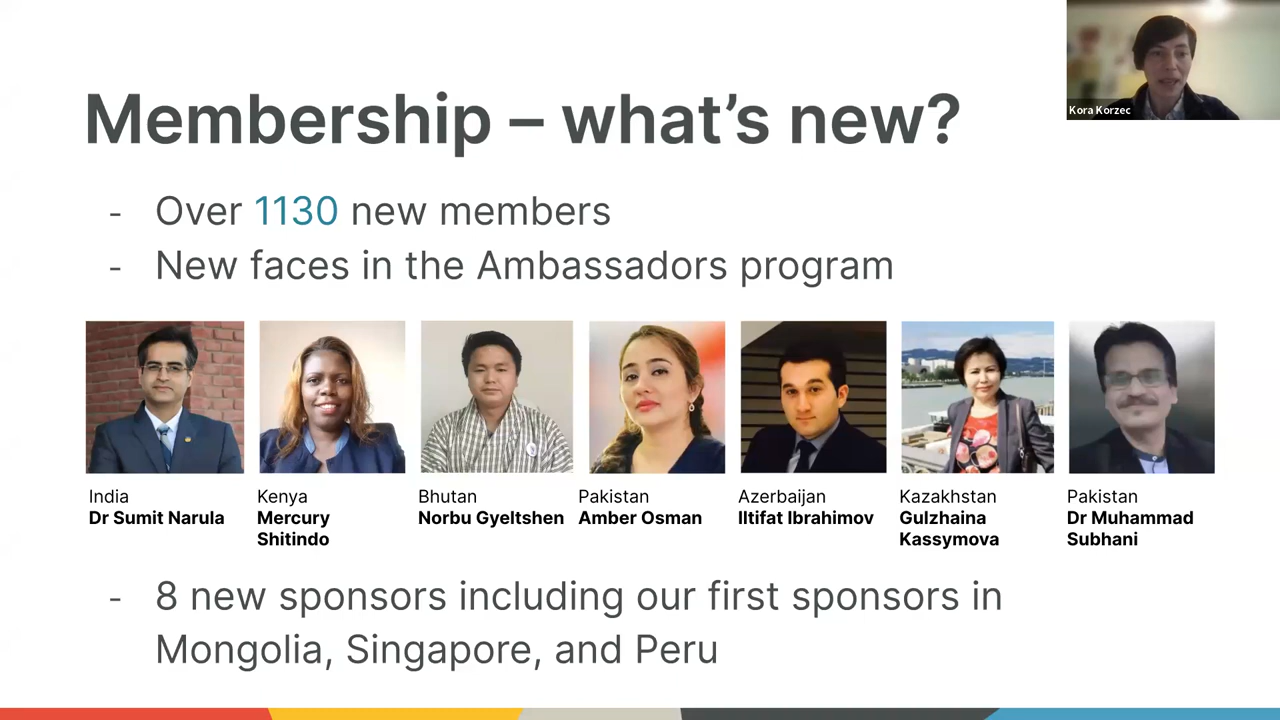 Kora Korzec
Membership – what's new?
- Over 1130 new members
- New faces in the Ambassadors program
India
Dr Sumit Narula
Kenya
Mercury
Shitindo
Bhutan
Norbu Gyeltshen
Pakistan
Amber Osman
Azerbaijan
Iltifat Ibrahimov
Kazakhstan
Gulzhaina
Kassymova
Pakistan
Dr Muhammad
Subhani
- 8 new sponsors including our first sponsors in
Mongolia, Singapore, and Peru